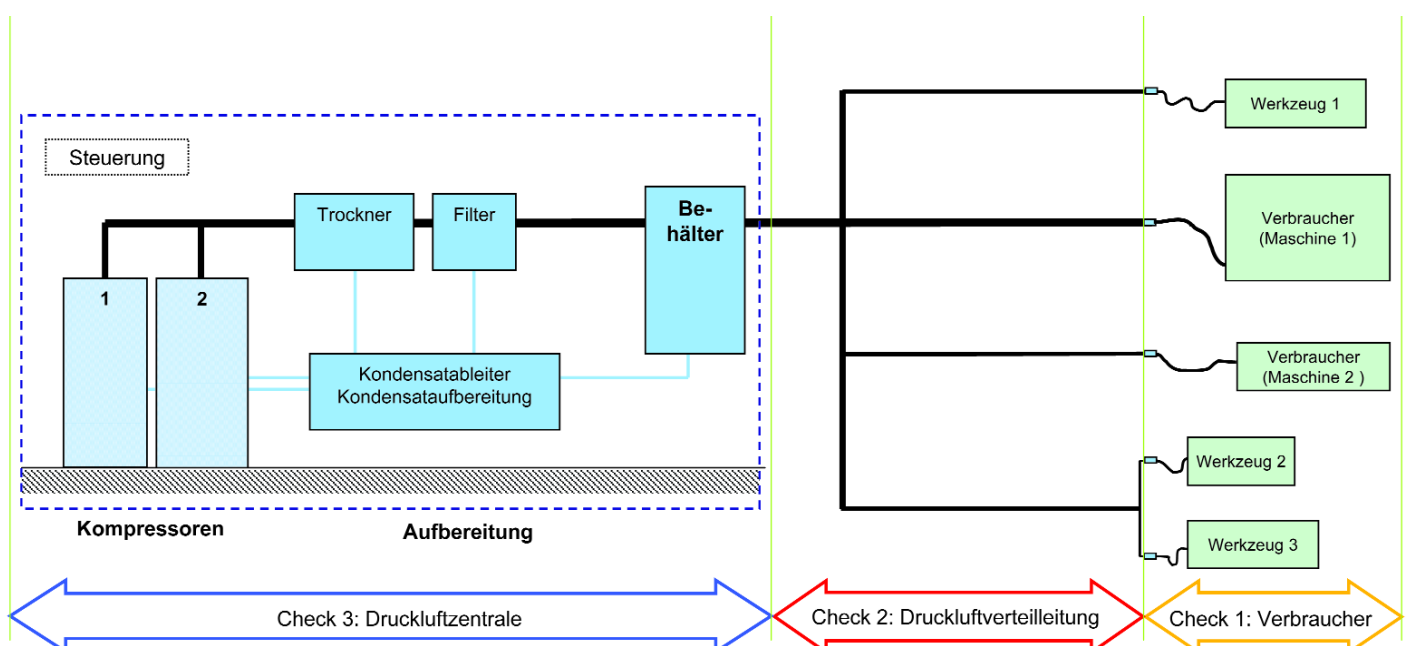 Steuerung
Trockner
Filter
Be-
hälter
1
2
Kondensatableiter
Kondensataufbereitung
Kompressoren
Aufbereitung
Werkzeug 1
Verbraucher
(Maschine 1)
Verbraucher
(Maschine 2 )
Werkzeug 2
Werkzeug 3
Check 3: Druckluftzentrale
Check 2: Druckluftverteilleitung
Check 1: Verbraucher